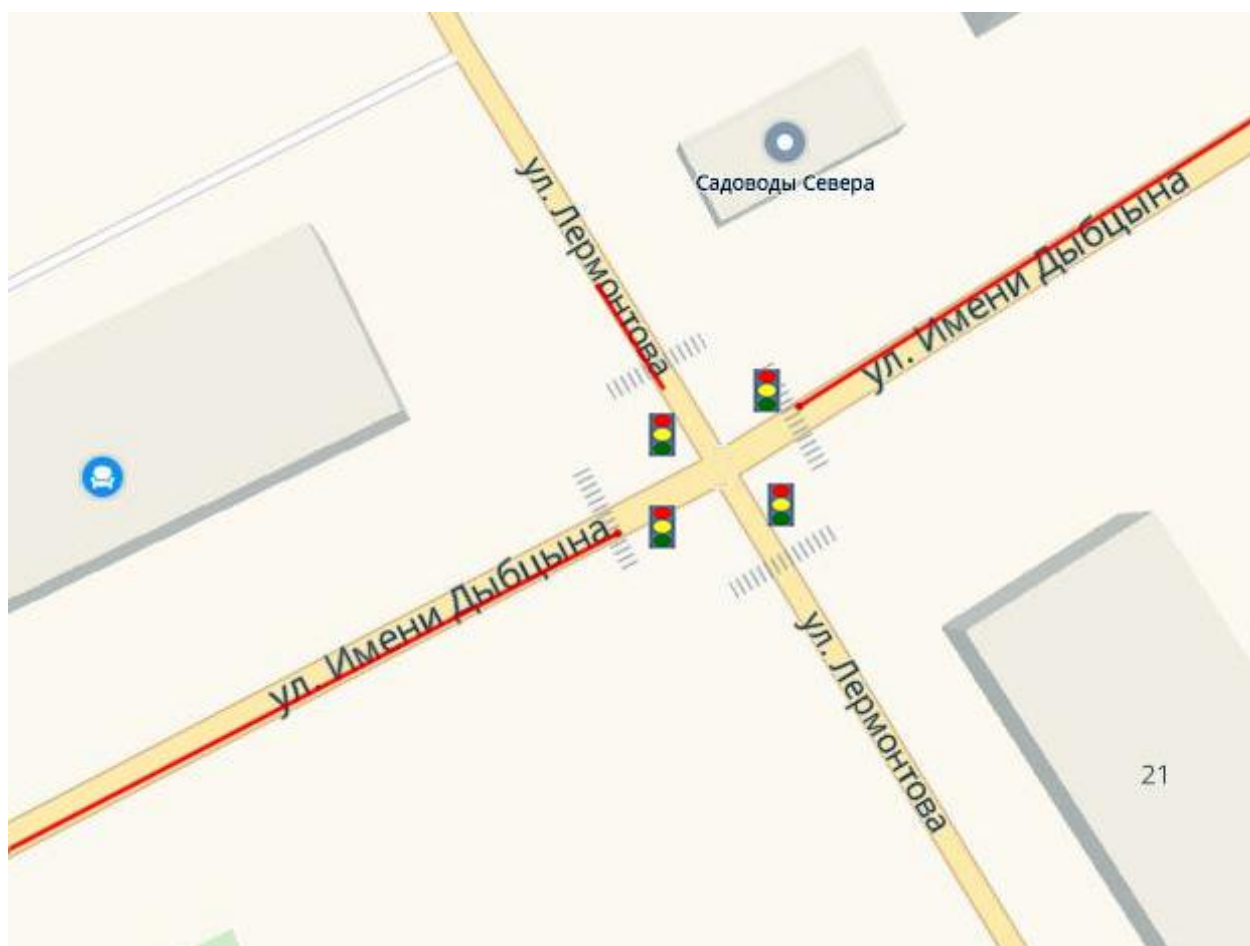 ул. Лермонтова
Садоводы Севера
ул. Имени Дыбцына
ул. Имени Дыбцына
ул. Лермонтова
21